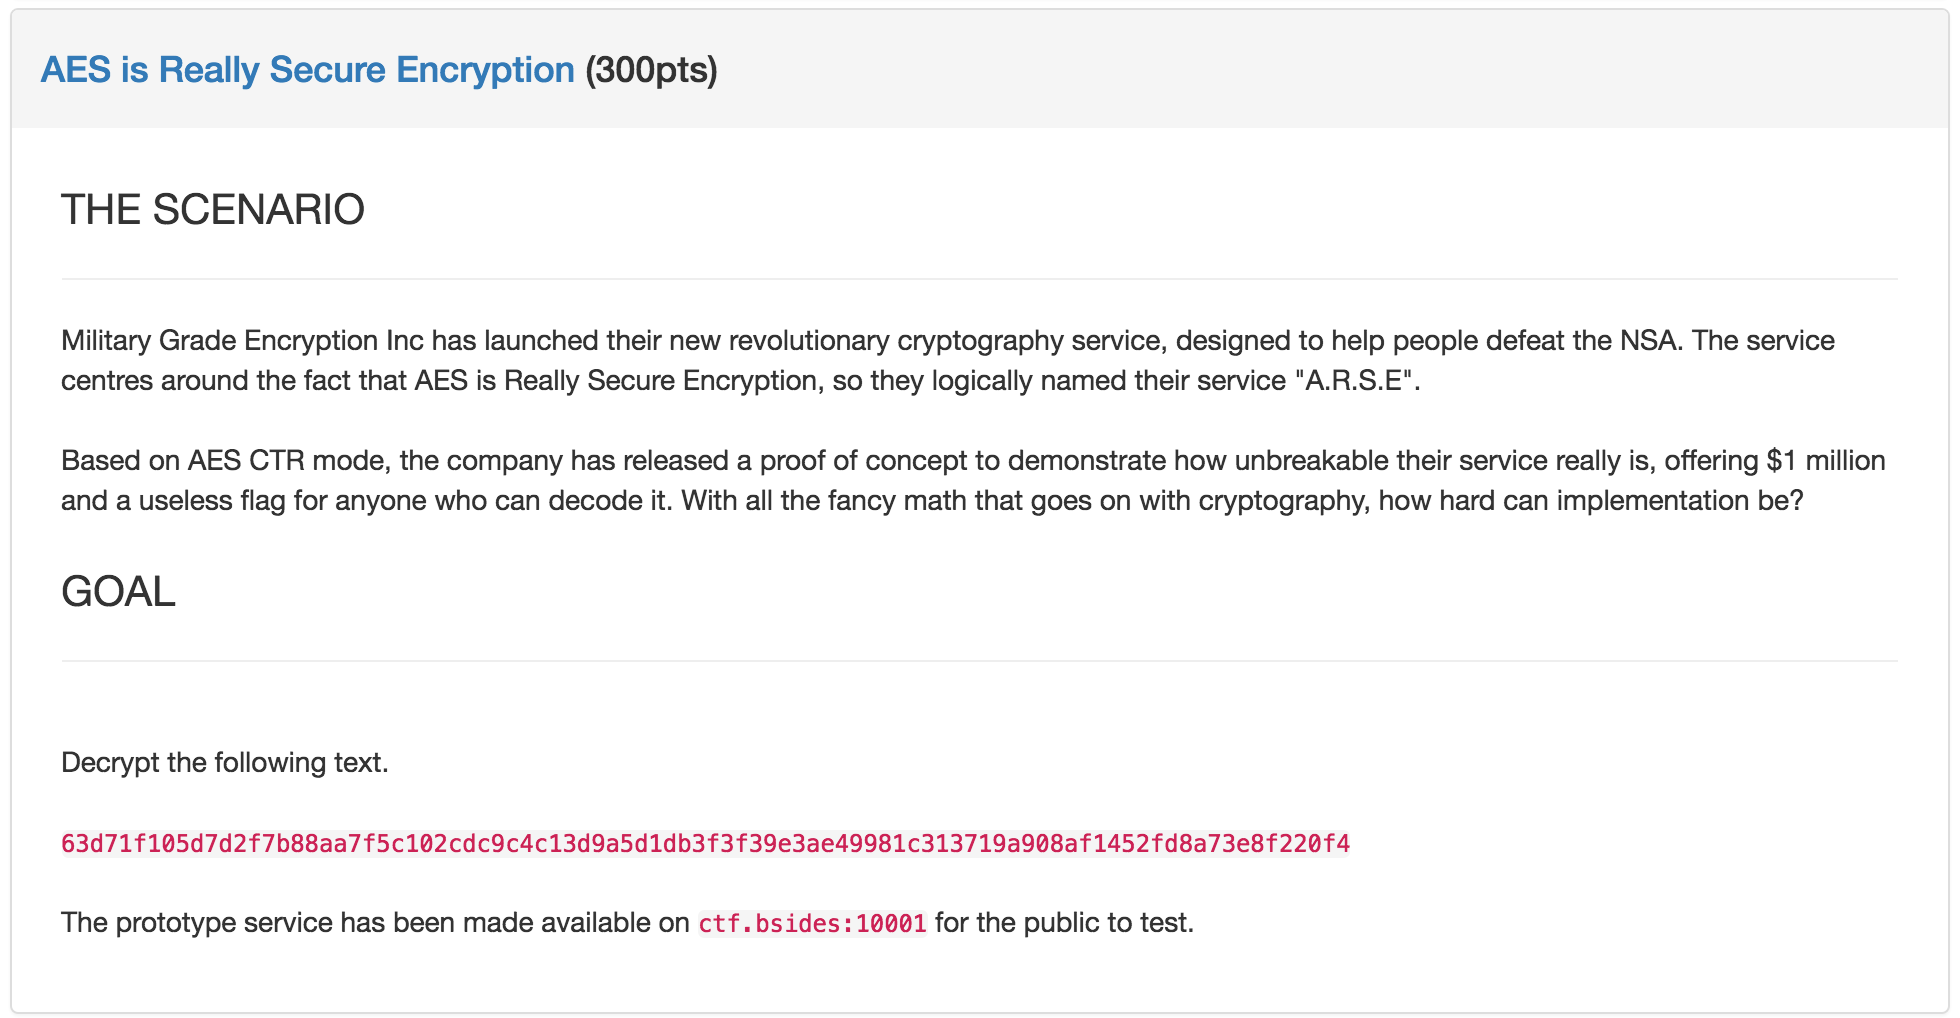 AES is Really Secure Encryption (300pts)
THE SCENARIO
Military Grade Encryption Inc has launched their new revolutionary cryptography service, designed to help people defeat the NSA. The service
centres around the fact that AES is Really Secure Encryption, so they logically named their service "A.R.S.E".
Based on AES CTR mode, the company has released a proof of concept to demonstrate how unbreakable their service really is, offering $1 million
and a useless flag for anyone who can decode it. With all the fancy math that goes on with cryptography, how hard can implementation be?
GOAL
Decrypt the following text.
63d71f105d7d2f7b88aa7f5c102cdc9c4c13d9a5d1db3f3f39e3ae49981c313719a908af1452fd8a73e8f220f4
The prototype service has been made available on ctf.bsides:10001 for the public to test.